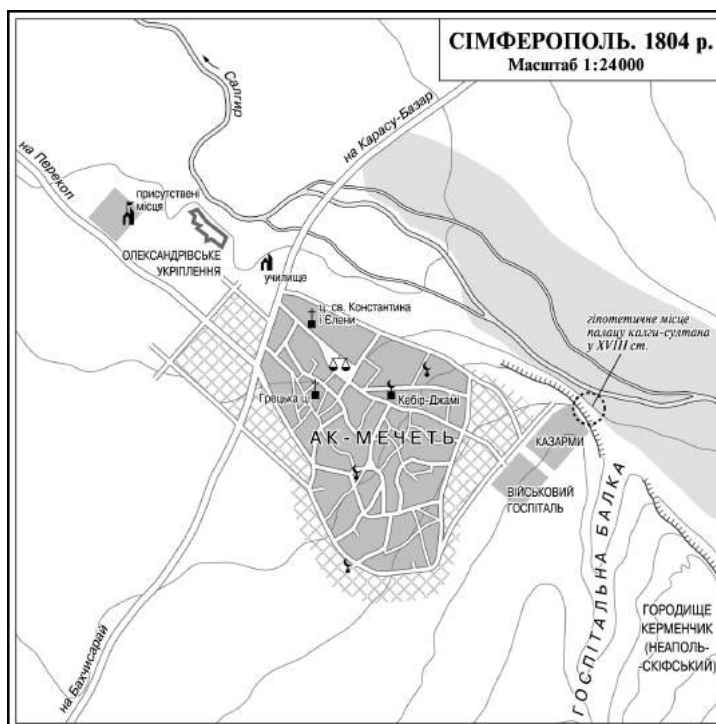 СІМФЕРОПОЛЬ. 1804 р.
Масштаб 1:24000
Салгир
на Карасу-Базар
на Перекоп
присутствені
місця
ОЛЕКСАНДРІВСЬКЕ
УКРІПЛЕННЯ
училище
ц. св. Константина
і Єлени
гіпотетичне місце
палацу калги-султана
у XVIII ст.
Грецька ц.
Кебір-Джамі
АК-МЕЧЕТЬ
КАЗАРМИ
ВІЙСЬКОВИЙ
ГОСПІТАЛЬ
ГОСПІТАЛЬНА БАЛКА
ГОРОДИЩЕ
КЕРМЕНЧИК
(НЕАПОЛЬ-
-СКІФСЬКИЙ)
на Бахчисарай